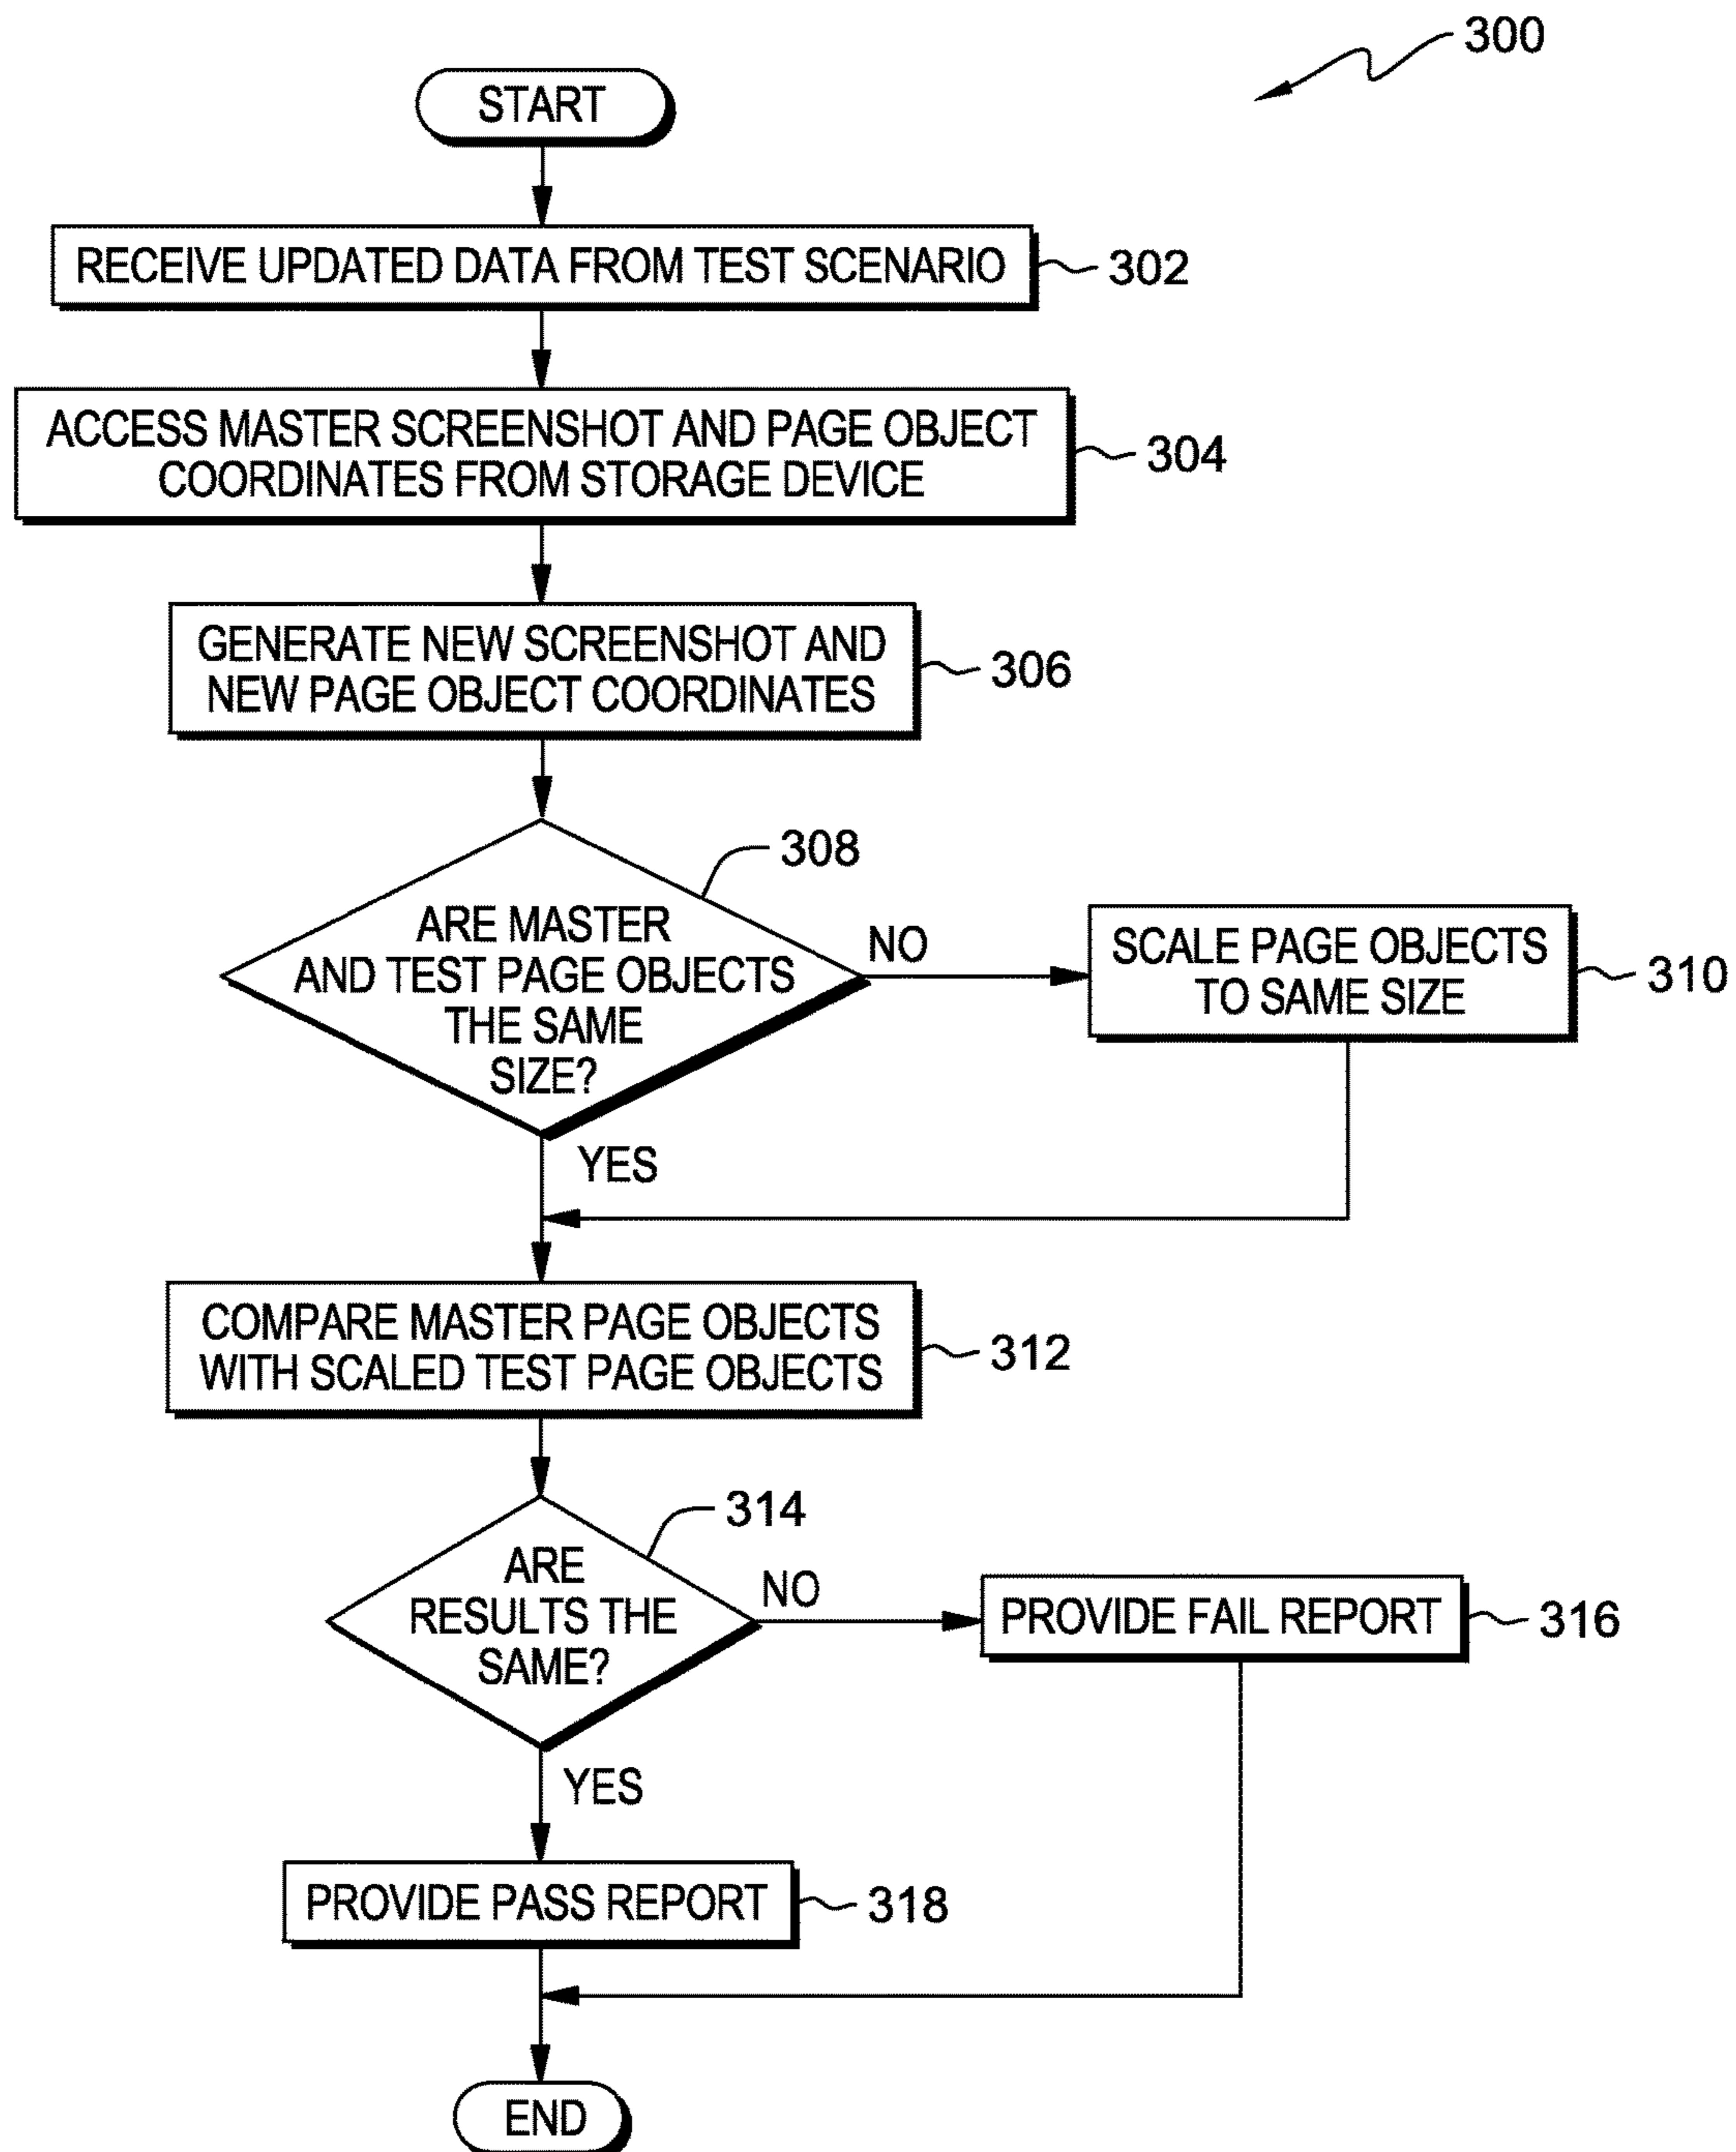 300
START
RECEIVE UPDATED DATA FROM TEST SCENARIO
302
ACCESS MASTER SCREENSHOT AND PAGE OBJECT
COORDINATES FROM STORAGE DEVICE
304
GENERATE NEW SCREENSHOT AND
NEW PAGE OBJECT COORDINATES
306
308
ARE MASTER
AND TEST PAGE OBJECTS
THE SAME
SIZE?
NO
SCALE PAGE OBJECTS
TO SAME SIZE
310
YES
COMPARE MASTER PAGE OBJECTS
WITH SCALED TEST PAGE OBJECTS
312
314
ARE
RESULTS THE
SAME?
NO
PROVIDE FAIL REPORT
316
YES
PROVIDE PASS REPORT
318
END